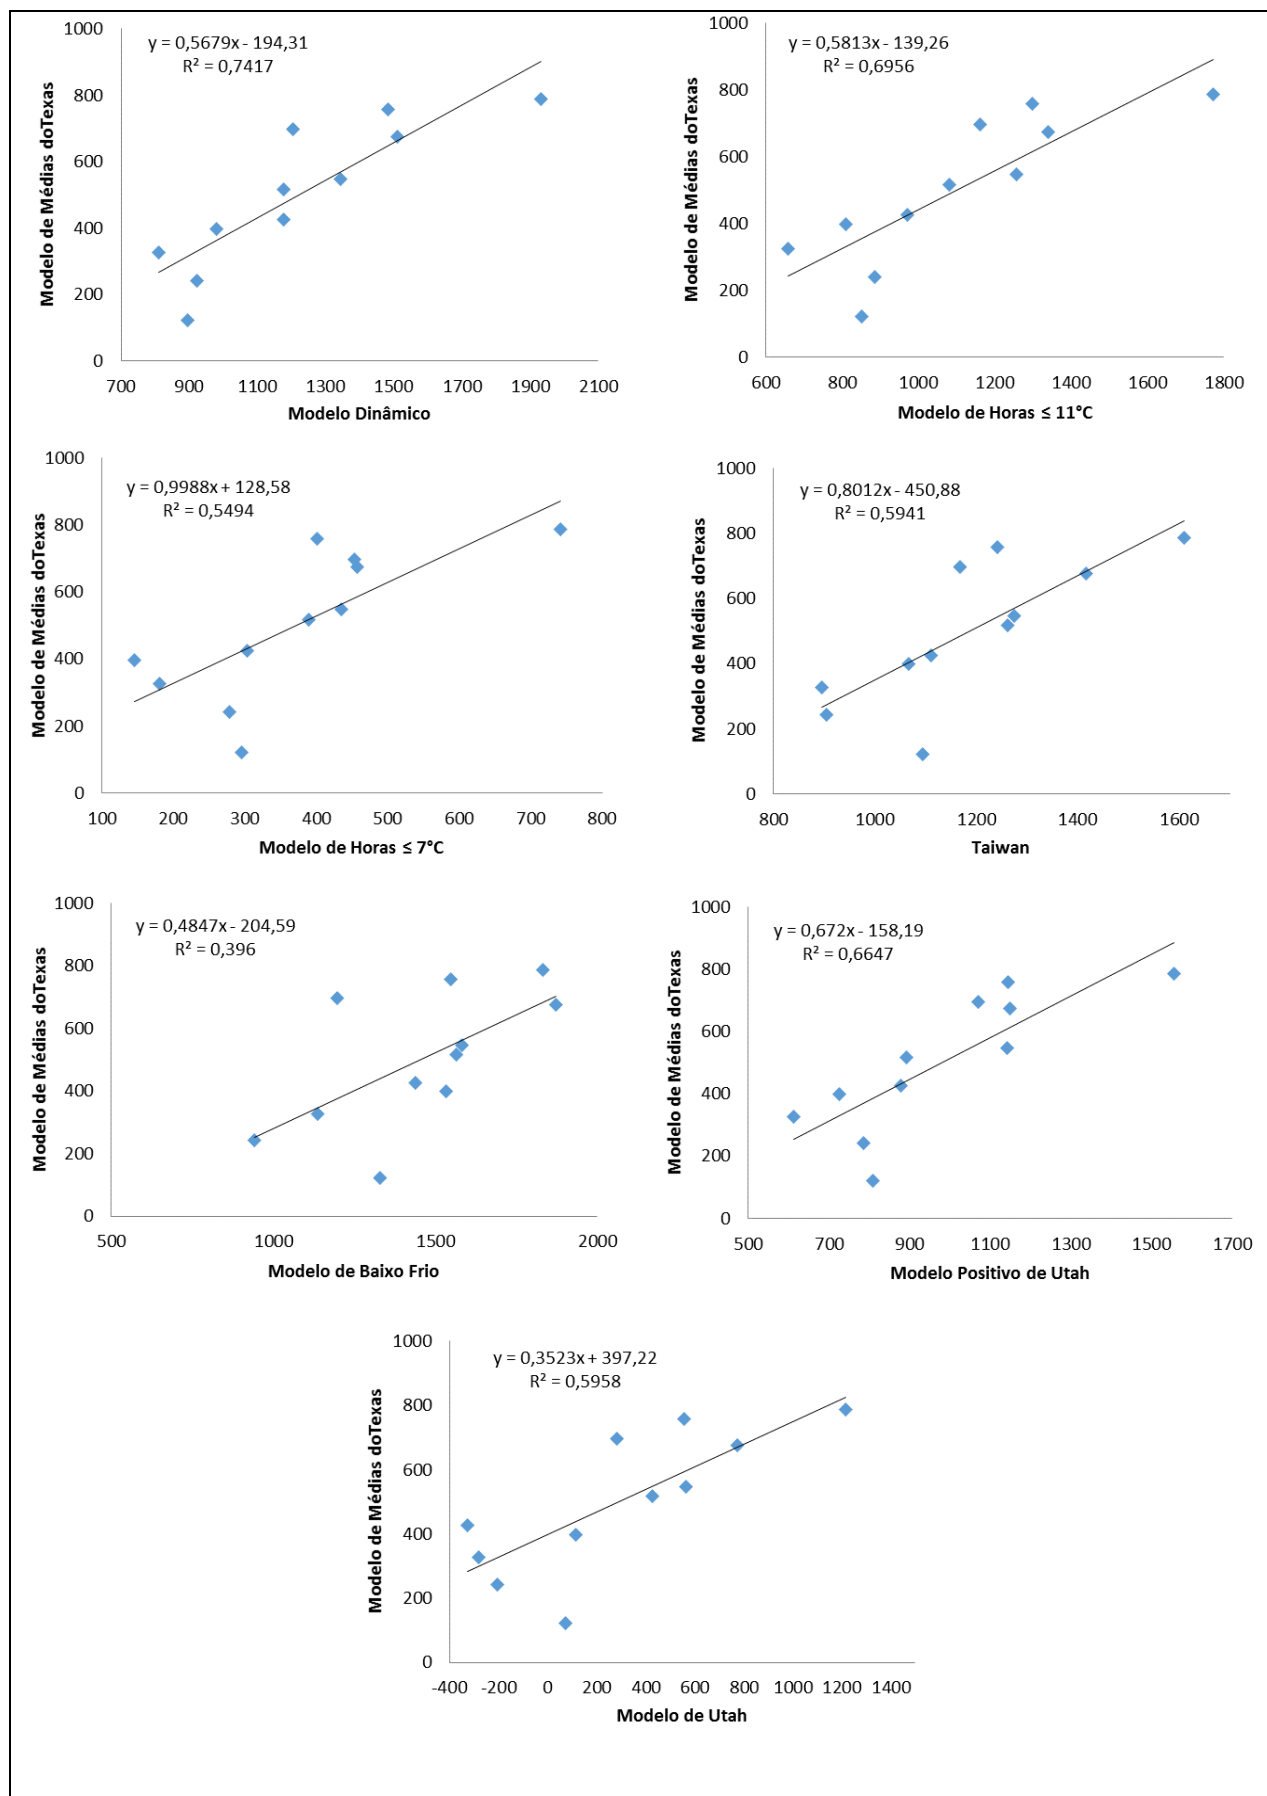 y = 0,5679x - 194,31
R² = 0,7417
Modelo de Médias doTexas
1000
800
600
400
200
0
700 900 1100 1300 1500 1700 1900 2100
Modelo Dinâmico
y = 0,5813x - 139,26
R² = 0,6956
Modelo de Médias doTexas
1000
800
600
400
200
0
600 800 1000 1200 1400 1600 1800
Modelo de Horas ≤ 11°C
y = 0,9988x + 128,58
R² = 0,5494
Modelo de Médias doTexas
1000
800
600
400
200
0
100 200 300 400 500 600 700 800
Modelo de Horas ≤ 7°C
y = 0,8012x - 450,88
R² = 0,5941
Modelo de Médias doTexas
1000
800
600
400
200
0
800 1000 1200 1400 1600
Taiwan
y = 0,4847x - 204,59
R² = 0,396
Modelo de Médias doTexas
1000
800
600
400
200
0
500 1000 1500 2000
Modelo de Baixo Frio
y = 0,672x - 158,19
R² = 0,6647
Modelo de Médias doTexas
1000
800
600
400
200
0
500 700 900 1100 1300 1500 1700
Modelo Positivo de Utah
y = 0,3523x + 397,22
R² = 0,5958
Modelo de Médias doTexas
1000
800
600
400
200
0
-400 -200 0 200 400 600 800 1000 1200 1400
Modelo de Utah